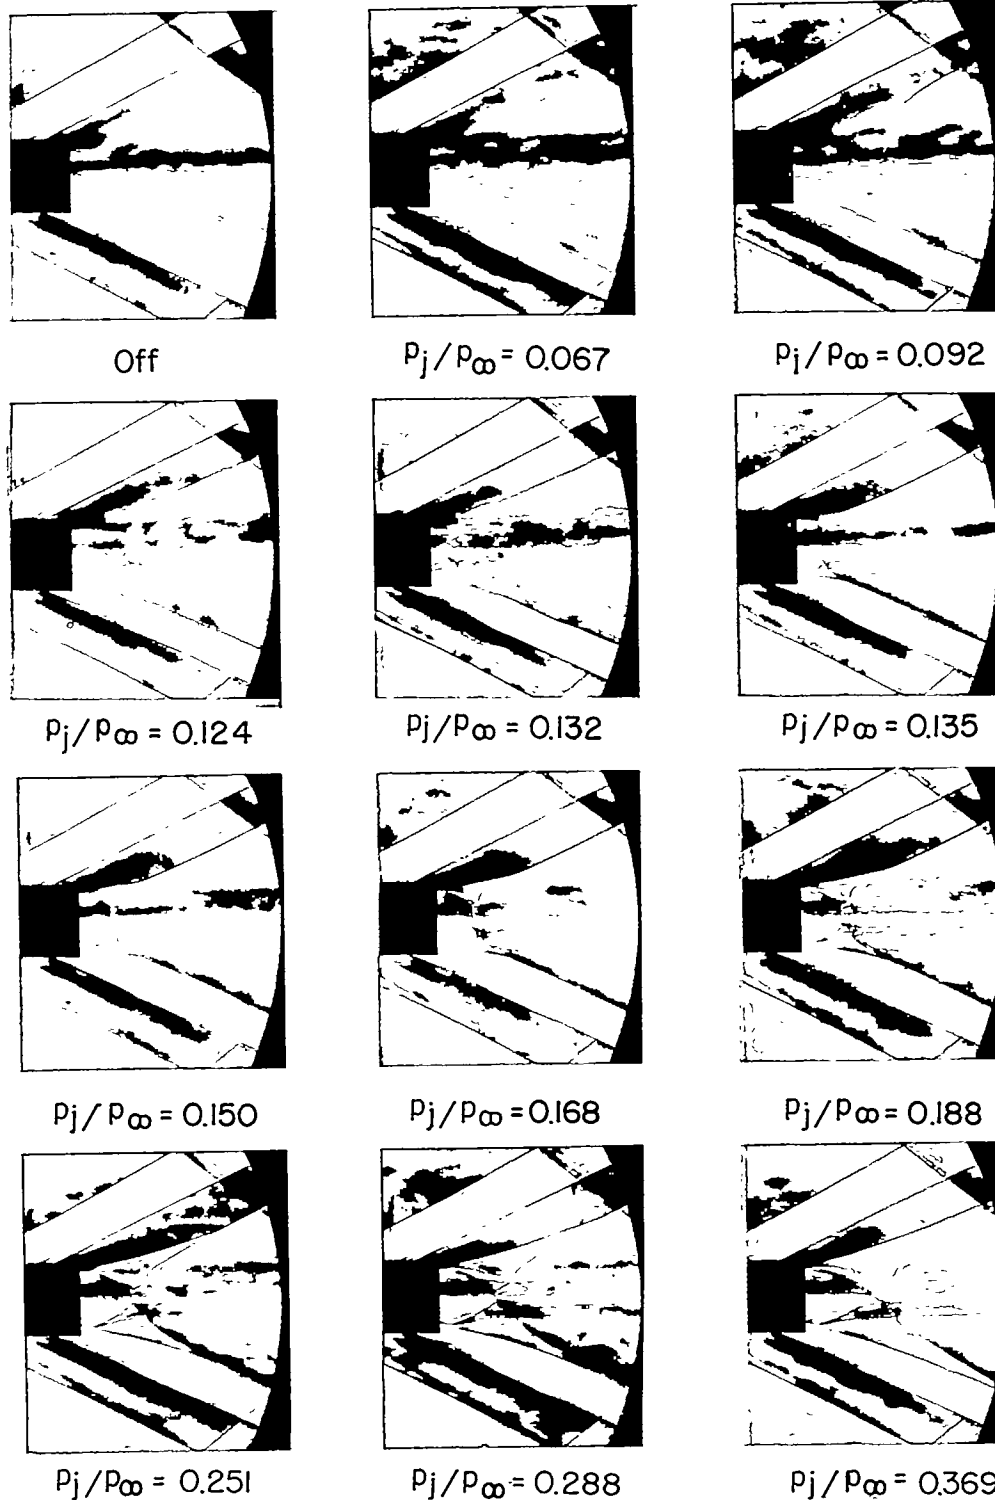 Off pj/p∞ = 0.067 pj/p∞ = 0.092
pj/p∞ = 0.124 pj/p∞ = 0.132 pj/p∞ = 0.135
pj/p∞ = 0.150 pj/p∞ = 0.168 pj/p∞ = 0.188
pj/p∞ = 0.251 pj/p∞ = 0.288 pj/p∞ = 0.369